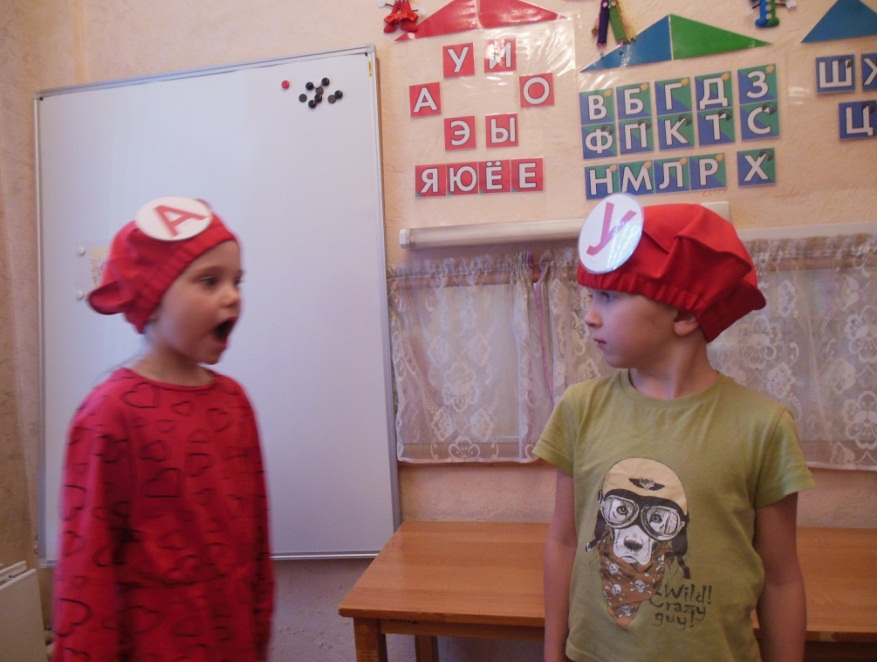 У И
А О
Э Ы
Я Ю Ё Е
В Б Г Д З
Ф П К Т С
Н М Л Р Х
Ш
Ц
А
У
Wild!
Crazy
guy!